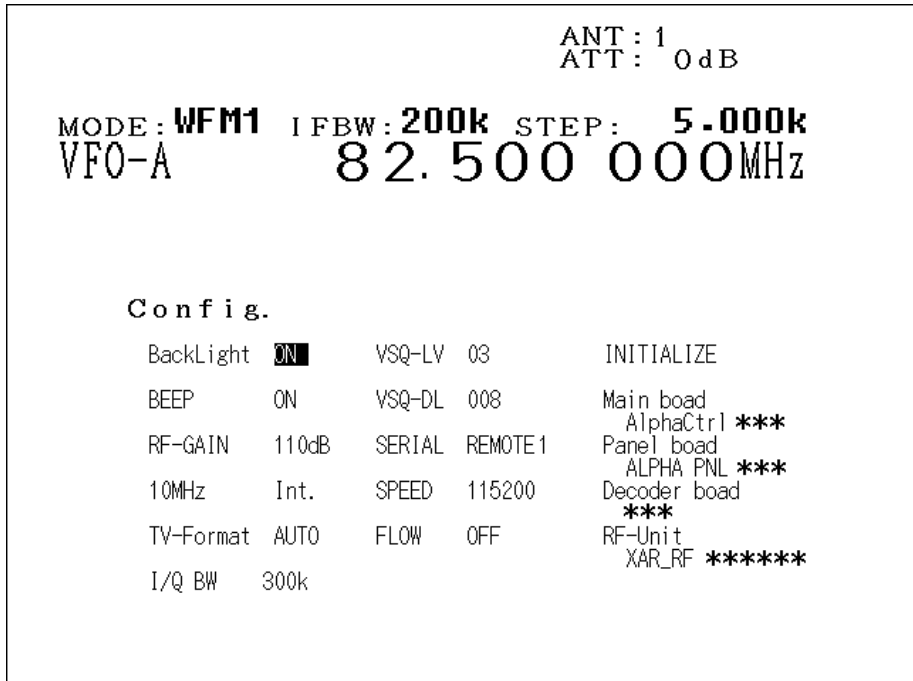 ANT:1
ATT: 0dB
MODE:WFM1 IFBW:200k STEP: 5.000k
VFO-A 82.500 000MHz
Config.
BackLight ON VSQ-LV 03 INITIALIZE
BEEP ON VSQ-DL 008 Main boad
AlphaCtrl ***
RF-GAIN 110dB SERIAL REMOTE1 Panel boad
ALPHA PNL ***
10MHz Int. SPEED 115200 Decoder boad
***
TV-Format AUTO FLOW OFF RF-Unit
XAR_RF ******
I/Q BW 300k